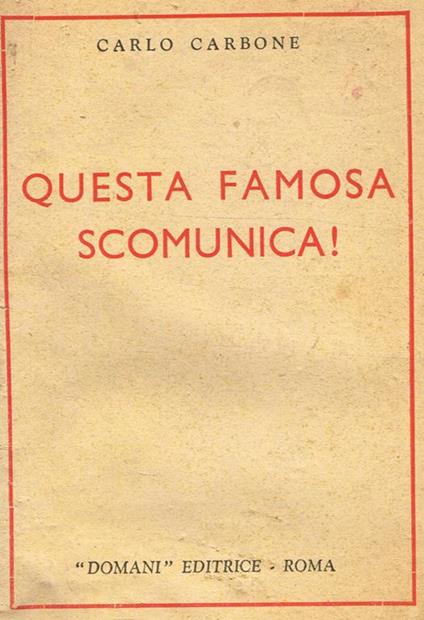 CARLO CARBONE
QUESTA FAMOSA
SCOMUNICA!
"DOMANI" EDITRICE - ROMA